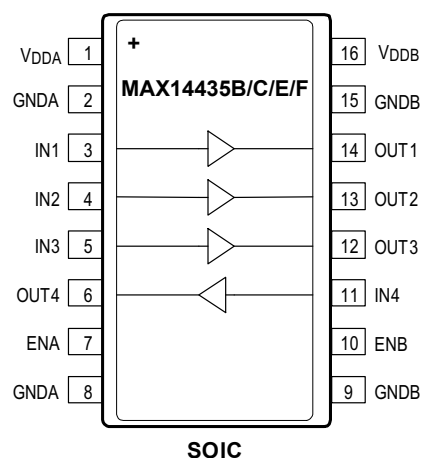 +
MAX14435B/C/E/F
VDDA 1 16 VDDB
GNDA 2 15 GNDB
IN1 3 14 OUT1
IN2 4 13 OUT2
IN3 5 12 OUT3
OUT4 6 11 IN4
ENA 7 10 ENB
GNDA 8 9 GNDB
SOIC